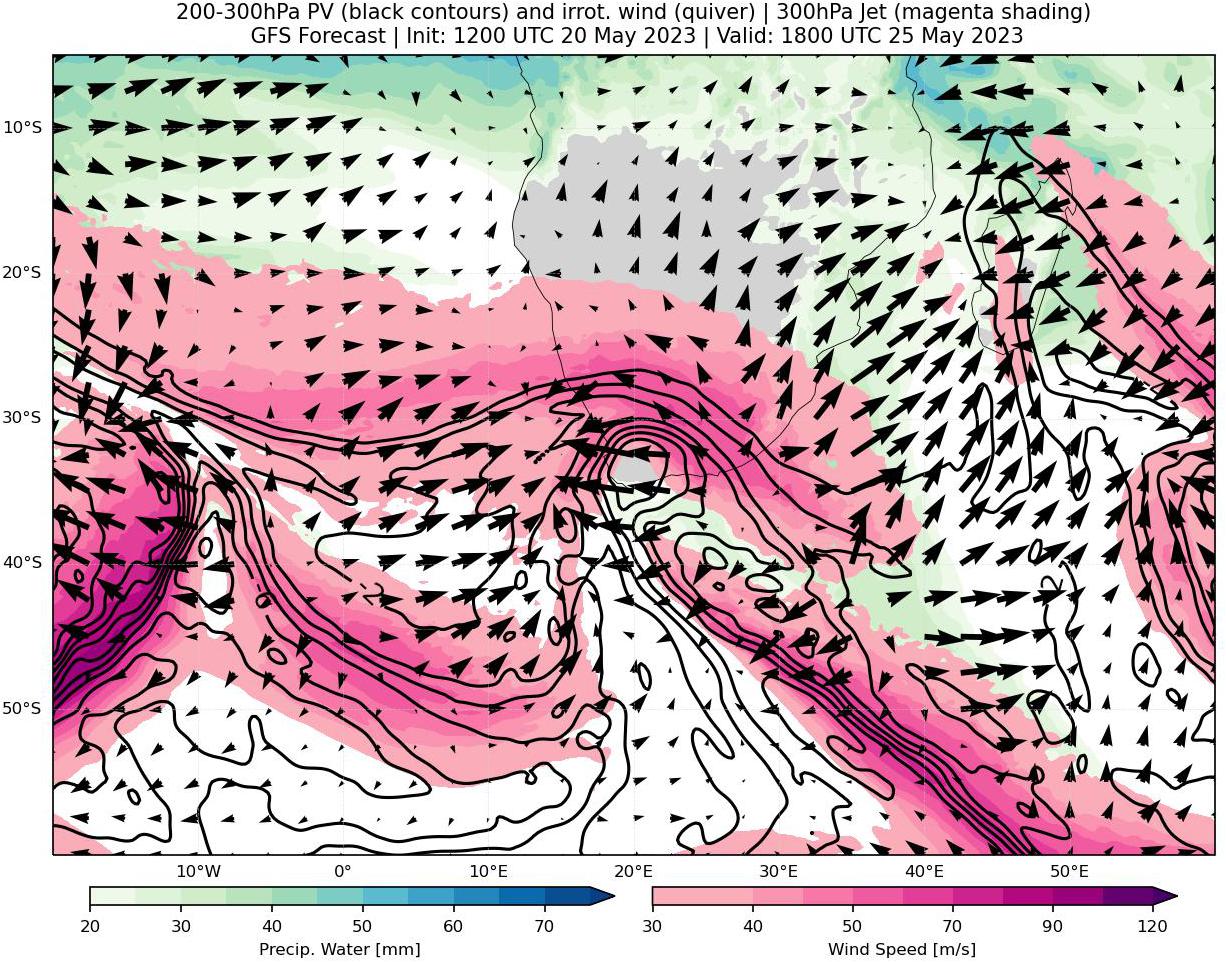 200-300hPa PV (black contours) and irrot. wind (quiver) | 300hPa Jet (magenta shading)
GFS Forecast | Init: 1200 UTC 20 May 2023 | Valid: 1800 UTC 25 May 2023
10°S
20°S
30°S
40°S
50°S
-6
-2
10°W 0° 10°E 20°E 30°E 40°E 50°E
20 30 40 50 60 70
Precip. Water [mm]
30 40 50 70 90 120
Wind Speed [m/s]